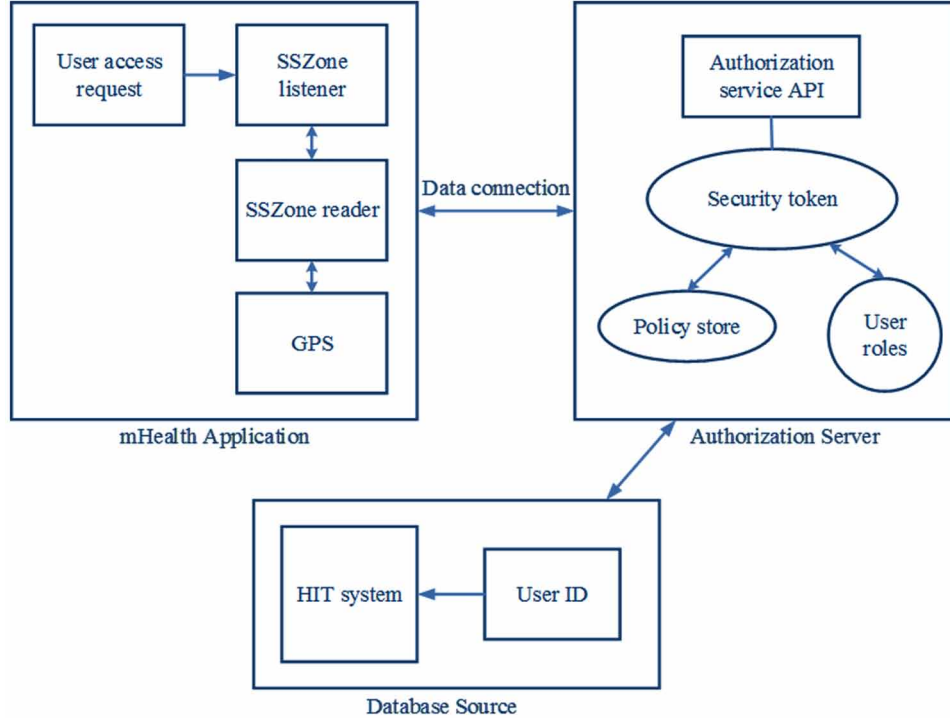 User access
request
SSZone
listener
SSZone reader
GPS
mHealth Application
Data connection
Authorization
service API
Security token
Policy store
User
roles
Authorization Server
HIT system
User ID
Database Source